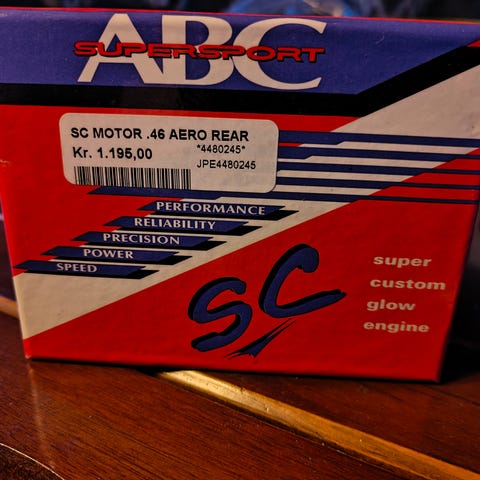 ABC
SUPERSPORT
SC MOTOR .46 AERO REAR
Kr. 1.195,00 *4480245*
JPE4480245
PERFORMANCE
RELIABILITY
PRECISION
POWER
SPEED
SC
super
custom
glow
engine